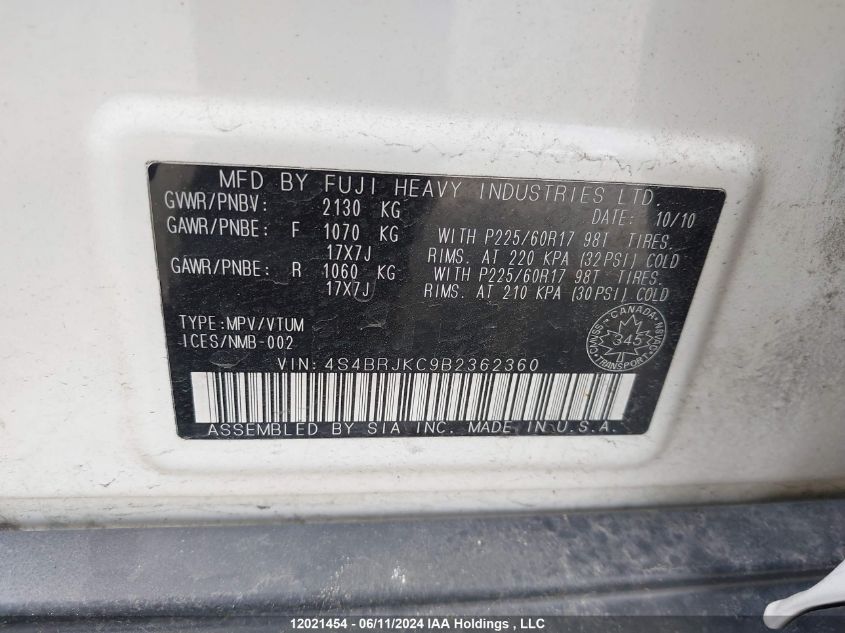 MFD BY FUJI HEAVY INDUSTRIES LTD.
GVWR/PNBV: 2130 KG DATE: 10/10
GAWR/PNBE: F 1070 KG WITH P225/60R17 98T TIRES.
17X7J RIMS. AT 220 KPA (32PSI) COLD
GAWR/PNBE: R 1060 KG WITH P225/60R17 98T TIRES.
17X7J RIMS. AT 210 KPA (30PSI) COLD
TYPE:MPV/VTUM
ICES/NMB-002
CANADA
CMVSS NSVAC
345
TRANSPORT
VIN: 4S4BRJKC9B2362360
ASSEMBLED BY SIA INC. MADE IN U.S.A.
12021454 - 06/11/2024 IAA Holdings , LLC